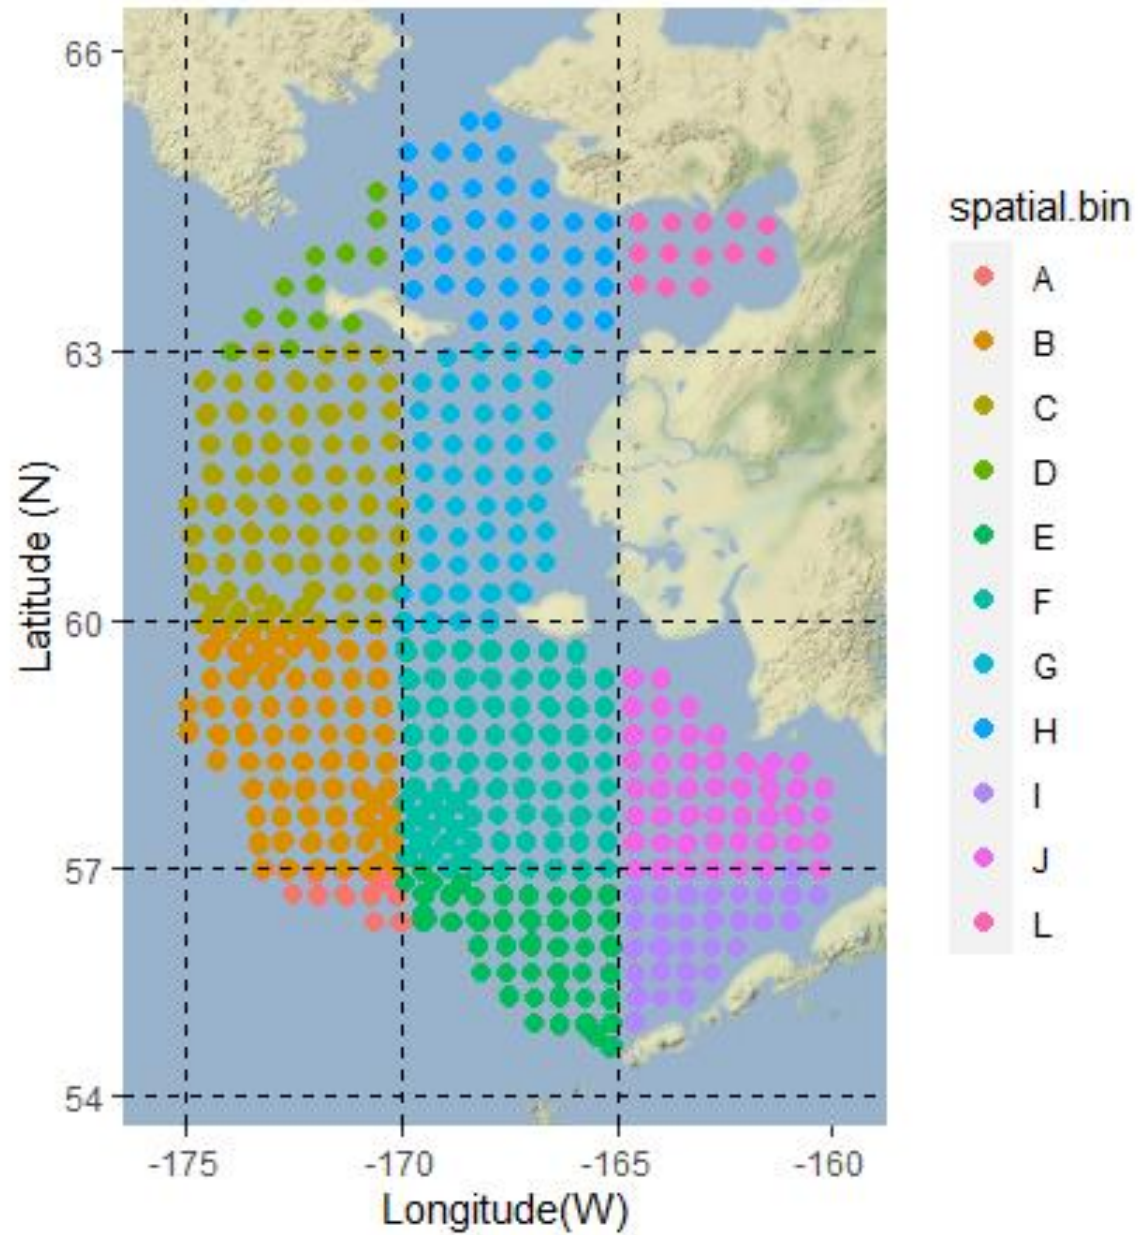 66
63
60
57
54
Latitude (N)
-175
-170
-165
-160
Longitude(W)
spatial.bin
A
B
C
D
E
F
G
H
I
J
L